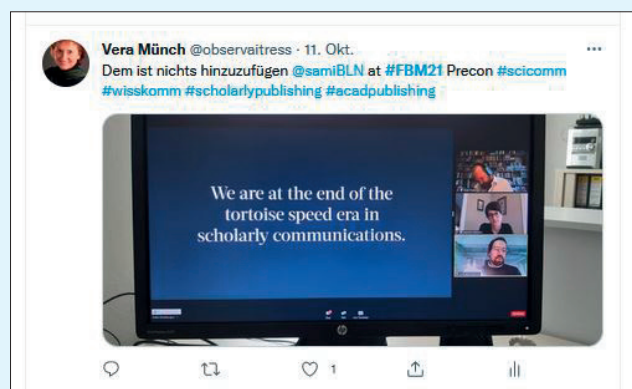 Vera Münch @observaitress · 11. Okt.
Dem ist nichts hinzuzufügen @samiBLN at #FBM21 Precon #scicomm
#wisskomm #scholarlypublishing #acadpublishing
We are at the end of the
tortoise speed era in
scholarly communications.
hp
1